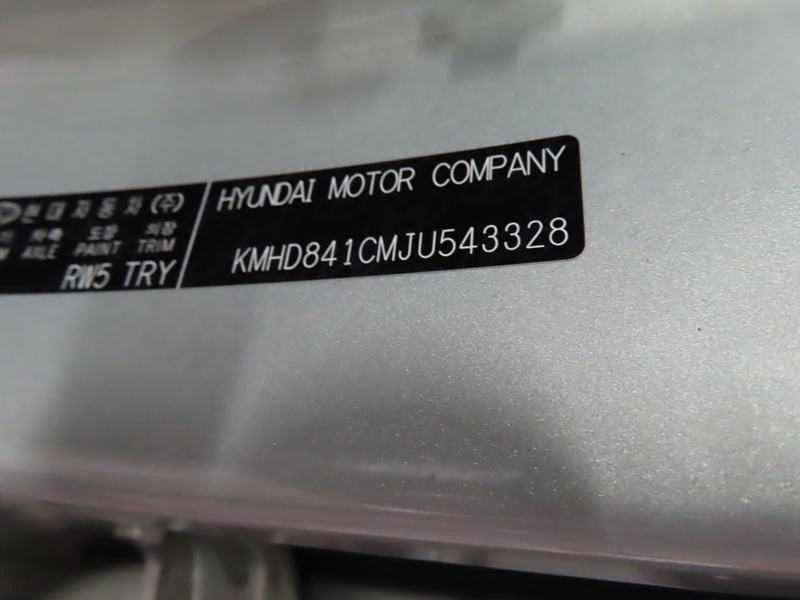 현대자동차(주)
차축 도장 의장
AXLE PAINT TRIM
RW5 TRY
HYUNDAI MOTOR COMPANY
KMHD841CMJU543328